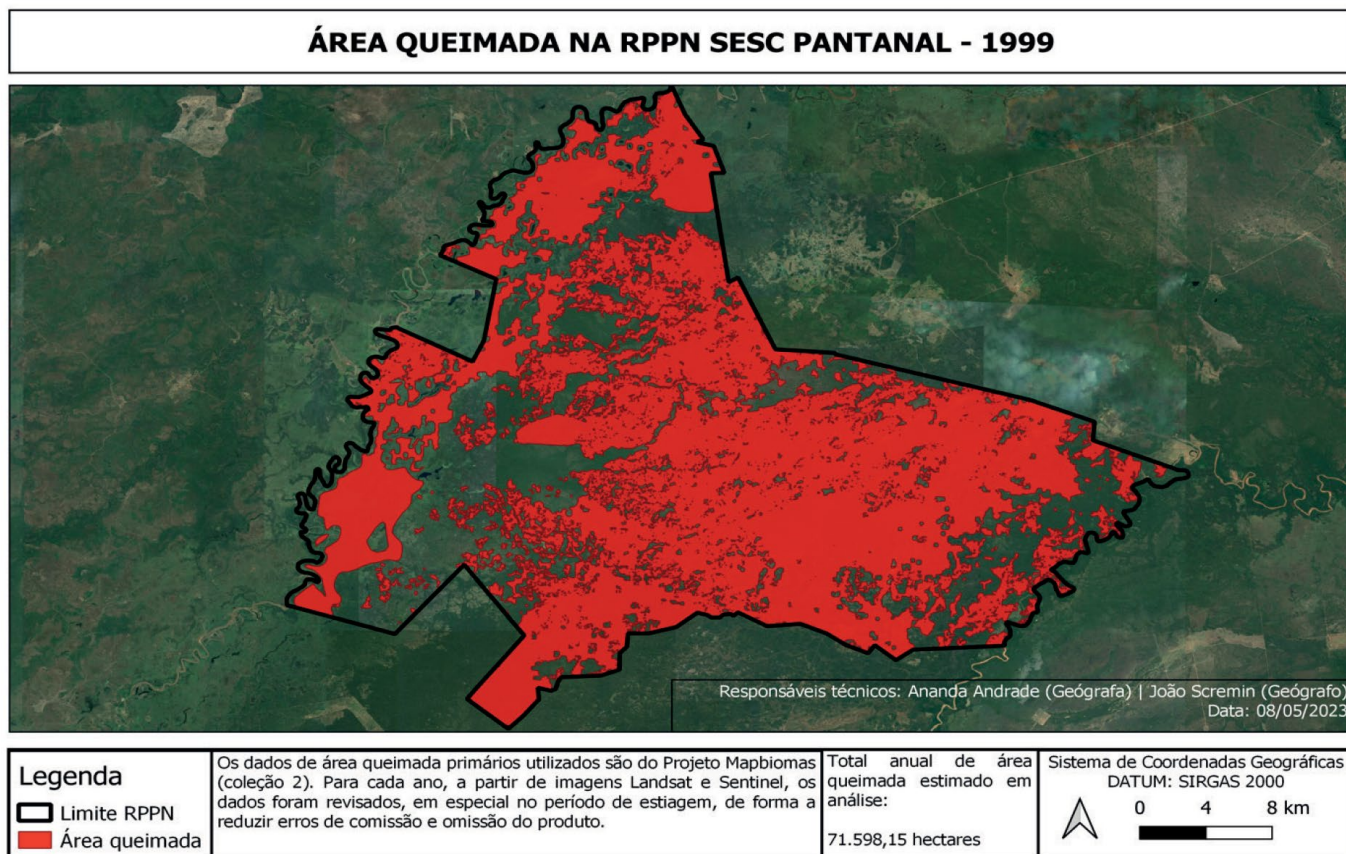 ÁREA QUEIMADA NA RPPN SESC PANTANAL - 1999
Responsáveis técnicos: Ananda Andrade (Geógrafa) | João Scremin (Geógrafo)
Data: 08/05/2023
Legenda
Limite RPPN
Área queimada
Os dados de área queimada primários utilizados são do Projeto Mapbiomas
(coleção 2). Para cada ano, a partir de imagens Landsat e Sentinel, os
dados foram revisados, em especial no período de estiagem, de forma a
reduzir erros de comissão e omissão do produto.
Total anual de área
queimada estimado em
análise:
71.598,15 hectares
Sistema de Coordenadas Geográficas
DATUM: SIRGAS 2000
0 4 8 km